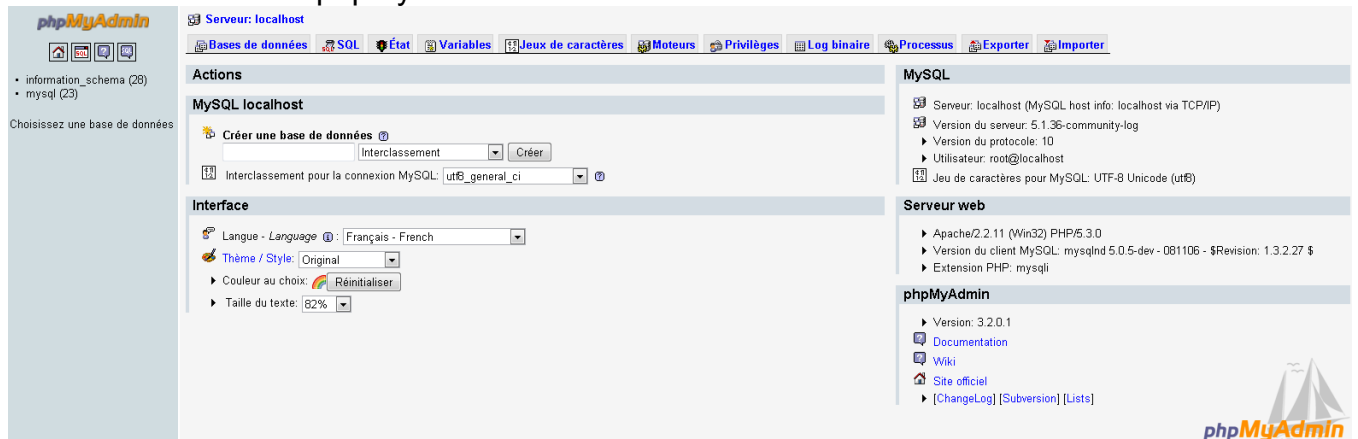 phpMyAdmin
information_schema (28)
mysql (23)
Choisissez une base de données
Serveur: localhost
Bases de données SQL État Variables Jeux de caractères Moteurs Privilèges Log binaire Processus Exporter Importer
Actions
MySQL localhost
Créer une base de données
Interclassement Créer
Interclassement pour la connexion MySQL: utf8_general_ci
Interface
Langue - Language : Français - French
Thème / Style: Original
Couleur au choix: Réinitialiser
Taille du texte: 82%
MySQL
Serveur: localhost (MySQL host info: localhost via TCP/IP)
Version du serveur: 5.1.36-community-log
Version du protocole: 10
Utilisateur: root@localhost
Jeu de caractères pour MySQL: UTF-8 Unicode (utf8)
Serveur web
Apache/2.2.11 (Win32) PHP/5.3.0
Version du client MySQL: mysqlnd 5.0.5-dev - 081106 - $Revision: 1.3.2.27 $
Extension PHP: mysqli
phpMyAdmin
Version: 3.2.0.1
Documentation
Wiki
Site officiel
[ChangeLog] [Subversion] [Lists]
phpMyAdmin